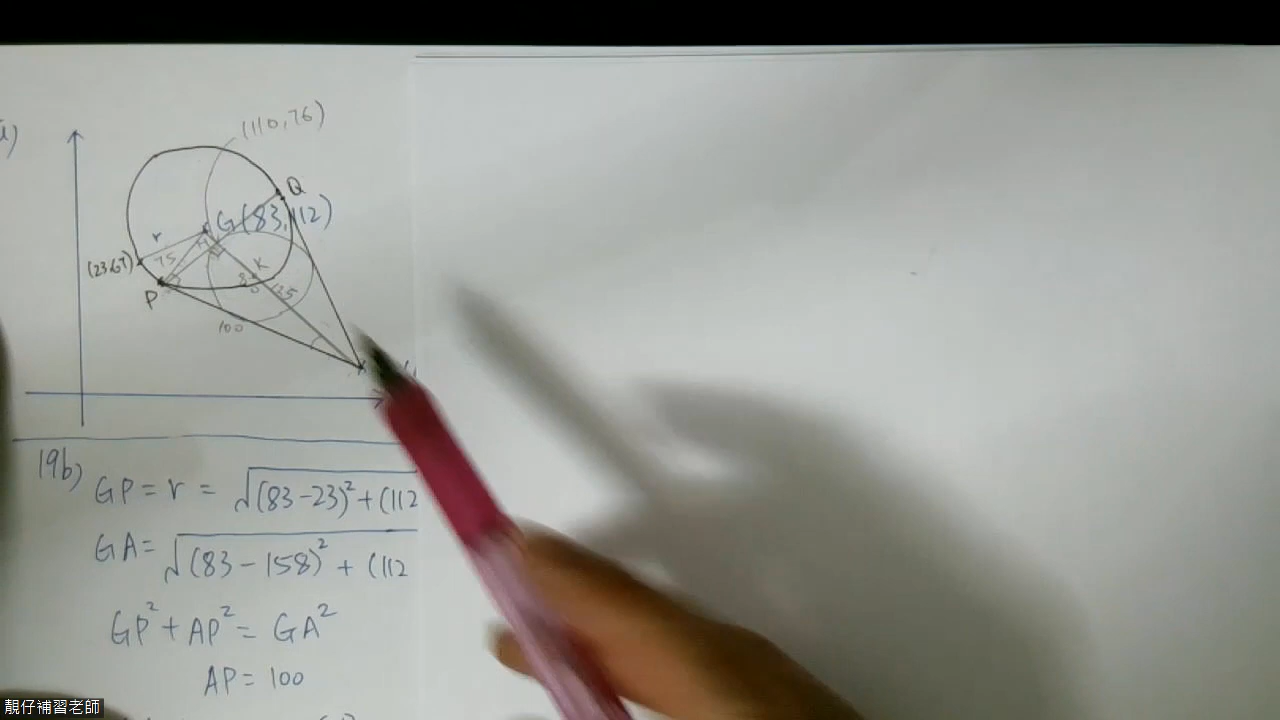 (110,76)
Q
G(83,112)
r
75
(23,67)
K
P
125
100
19b)
GP = r = √(83-23)²+(112
GA = √(83-158)² + (112
GP² + AP² = GA²
AP = 100
靚仔補習老師